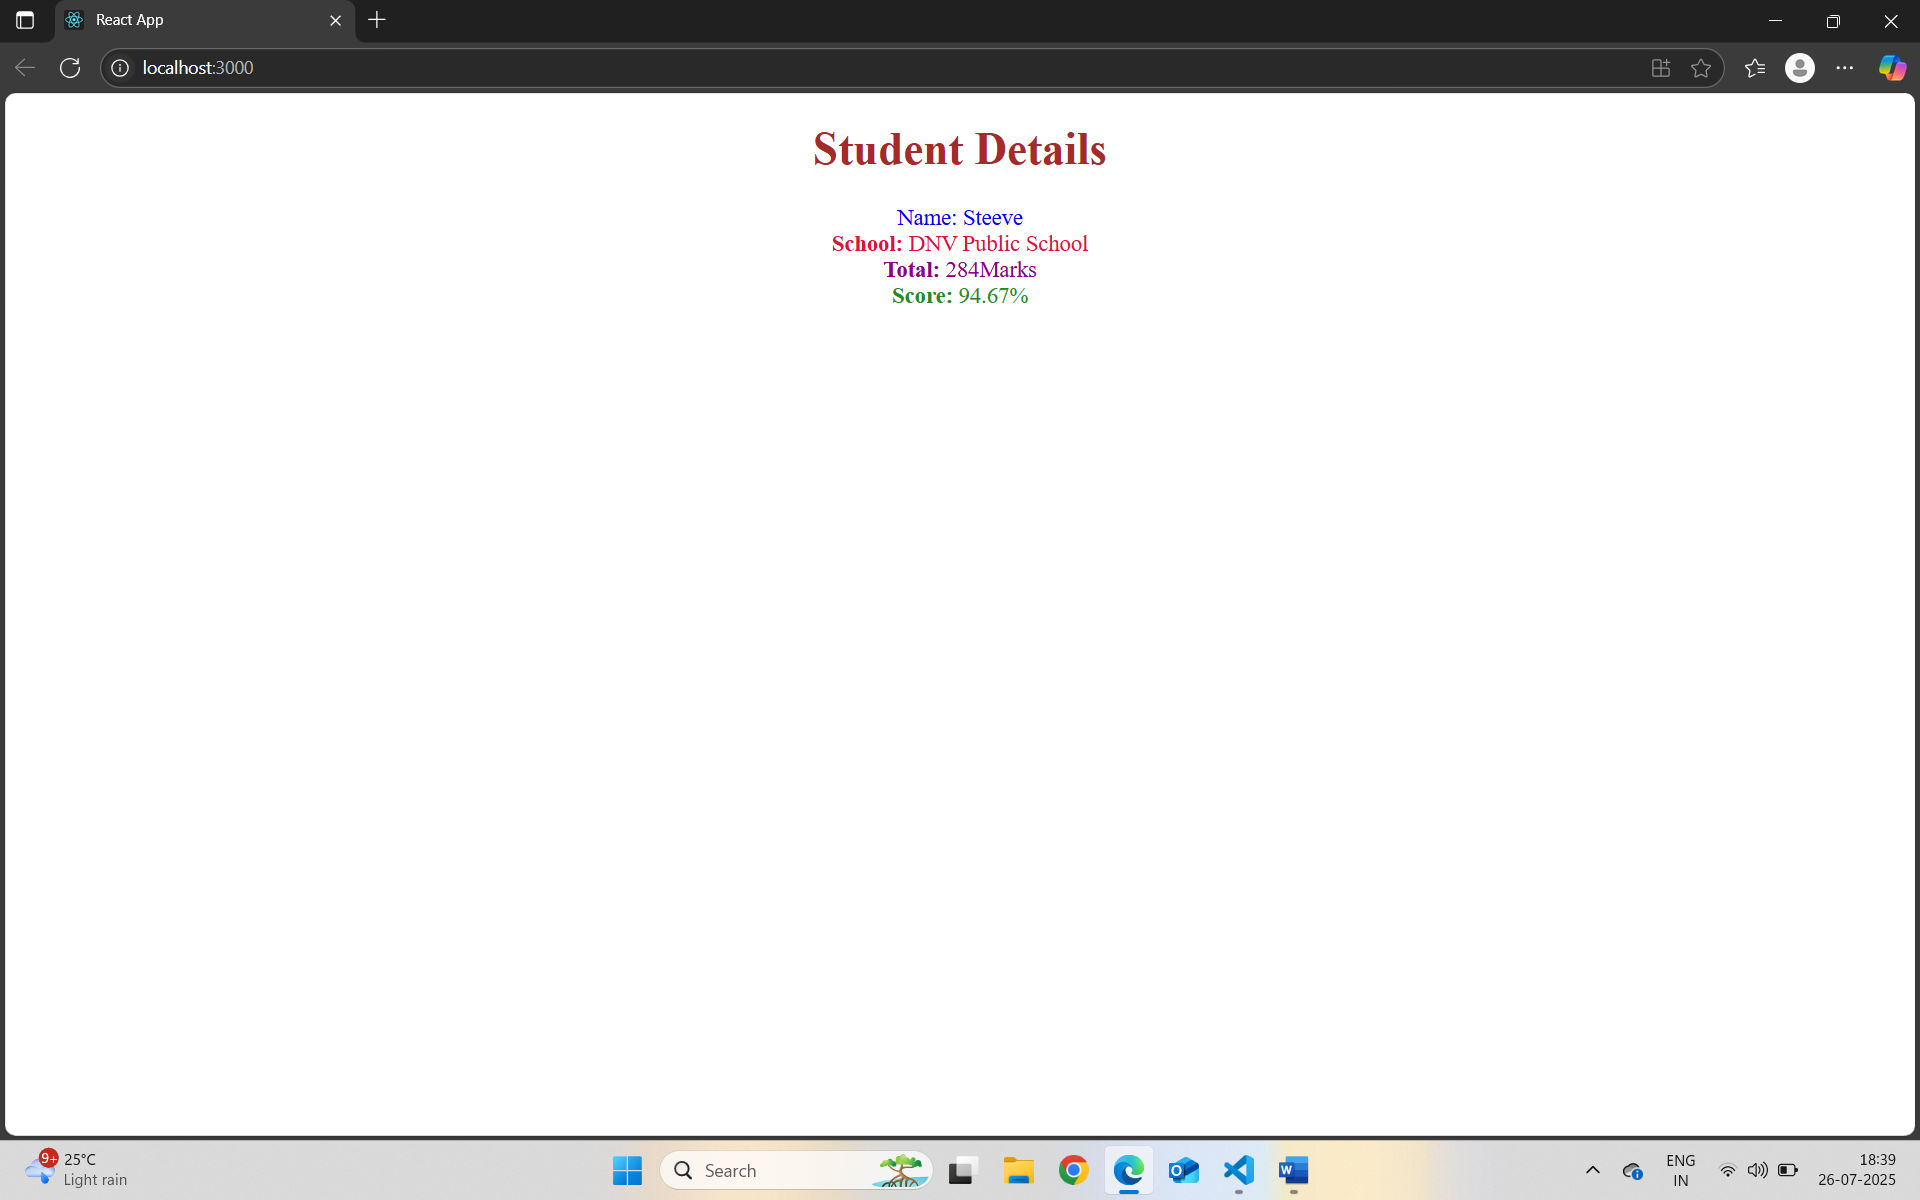 React App
localhost:3000
Student Details
Name: Steeve
School: DNV Public School
Total: 284Marks
Score: 94.67%
9+
25°C
Light rain
Search
ENG
IN
18:39
26-07-2025